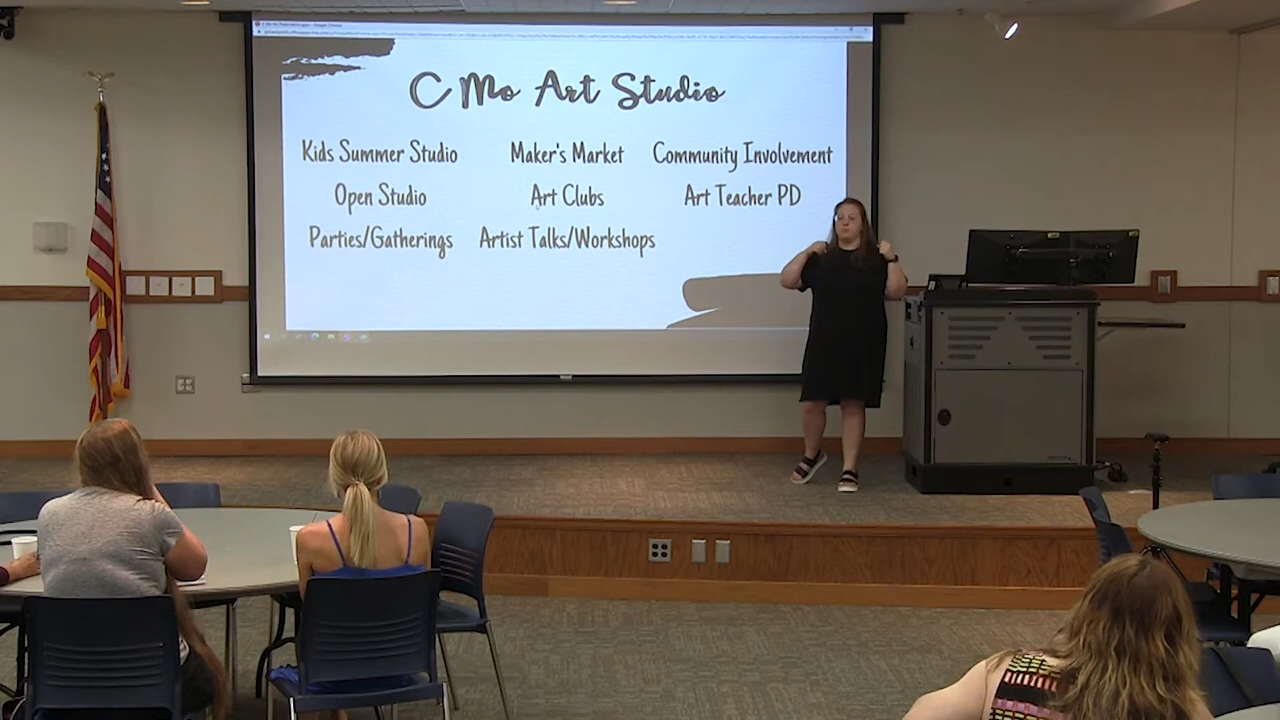 C Mo Art Studio
Kids Summer Studio Maker's Market Community Involvement
Open Studio Art Clubs Art Teacher PD
Parties/Gatherings Artist Talks/Workshops